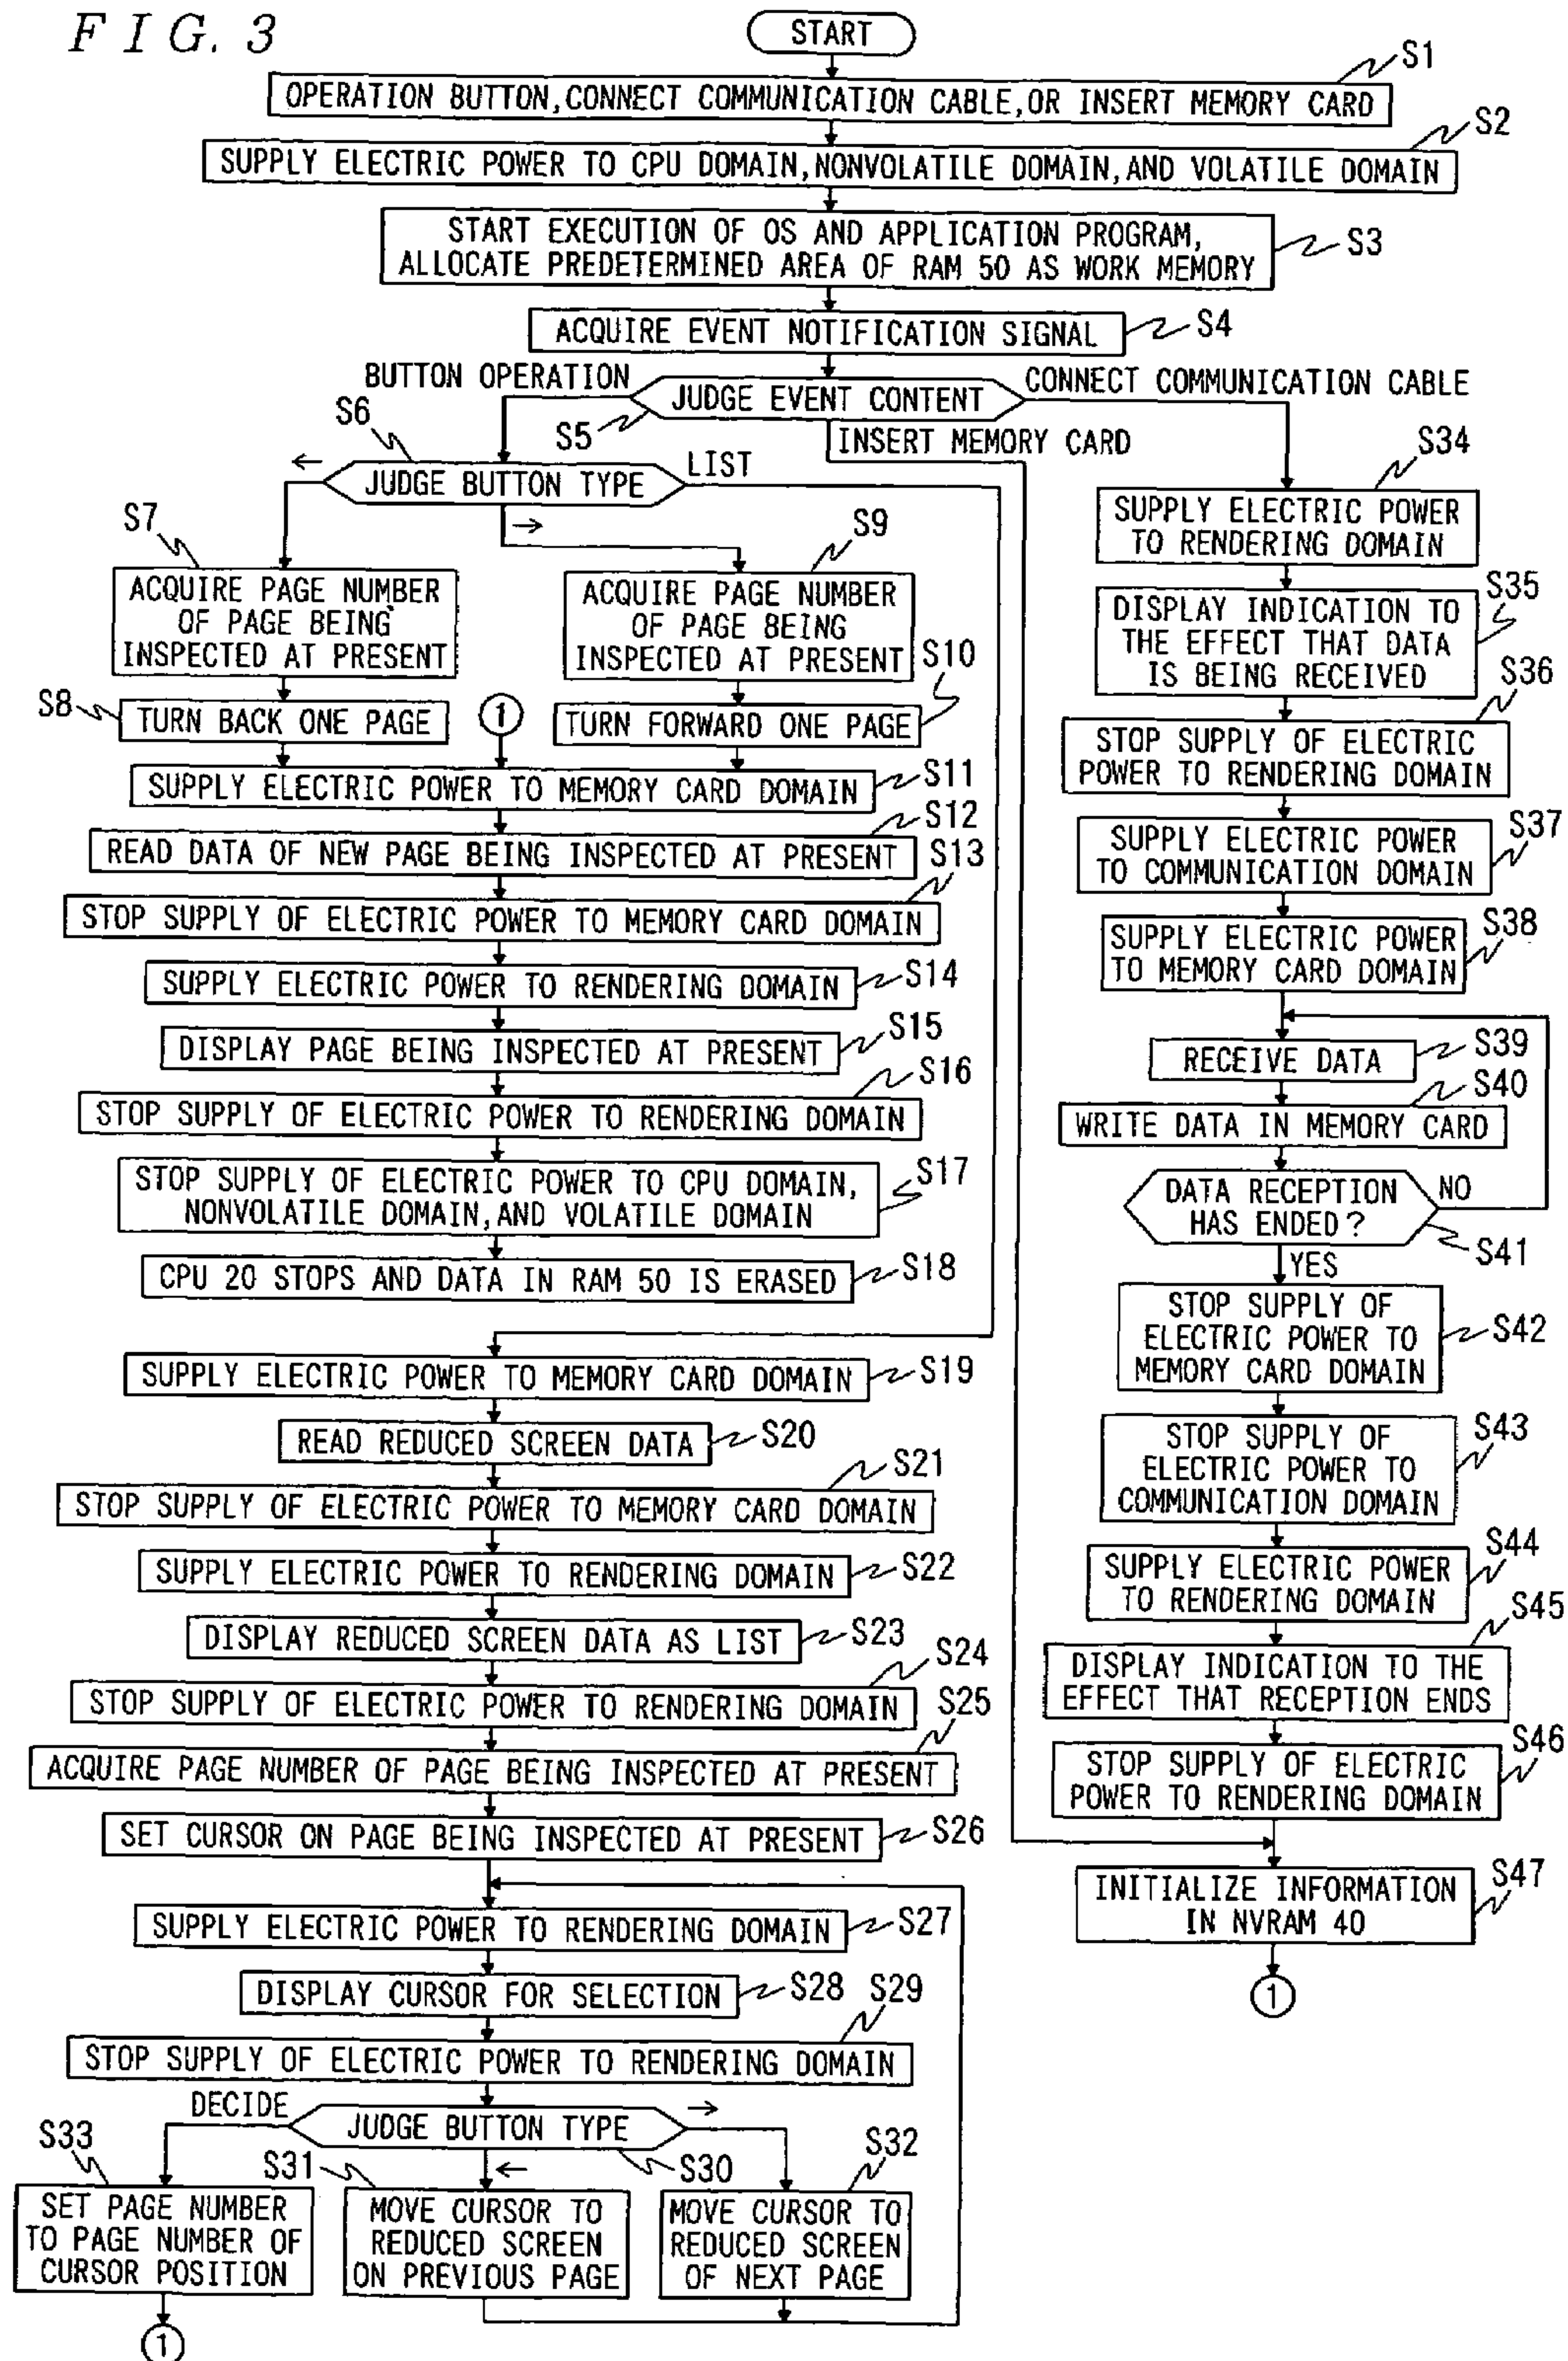 FIG. 3
START
S1
OPERATION BUTTON,CONNECT COMMUNICATION CABLE,OR INSERT MEMORY CARD
S2
SUPPLY ELECTRIC POWER TO CPU DOMAIN,NONVOLATILE DOMAIN,AND VOLATILE DOMAIN
START EXECUTION OF OS AND APPLICATION PROGRAM,
ALLOCATE PREDETERMINED AREA OF RAM 50 AS WORK MEMORY
S3
ACQUIRE EVENT NOTIFICATION SIGNAL
S4
BUTTON OPERATION
JUDGE EVENT CONTENT
CONNECT COMMUNICATION CABLE
S5
INSERT MEMORY CARD
S6
←
JUDGE BUTTON TYPE
LIST
→
S7
ACQUIRE PAGE NUMBER
OF PAGE BEING
INSPECTED AT PRESENT
S8
TURN BACK ONE PAGE
S9
ACQUIRE PAGE NUMBER
OF PAGE BEING
INSPECTED AT PRESENT
S10
TURN FORWARD ONE PAGE
①
SUPPLY ELECTRIC POWER TO MEMORY CARD DOMAIN
S11
S12
READ DATA OF NEW PAGE BEING INSPECTED AT PRESENT
S13
STOP SUPPLY OF ELECTRIC POWER TO MEMORY CARD DOMAIN
SUPPLY ELECTRIC POWER TO RENDERING DOMAIN
S14
DISPLAY PAGE BEING INSPECTED AT PRESENT
S15
S16
STOP SUPPLY OF ELECTRIC POWER TO RENDERING DOMAIN
STOP SUPPLY OF ELECTRIC POWER TO CPU DOMAIN,
NONVOLATILE DOMAIN,AND VOLATILE DOMAIN
S17
CPU 20 STOPS AND DATA IN RAM 50 IS ERASED
S18
SUPPLY ELECTRIC POWER TO MEMORY CARD DOMAIN
S19
READ REDUCED SCREEN DATA
S20
S21
STOP SUPPLY OF ELECTRIC POWER TO MEMORY CARD DOMAIN
SUPPLY ELECTRIC POWER TO RENDERING DOMAIN
S22
DISPLAY REDUCED SCREEN DATA AS LIST
S23
S24
STOP SUPPLY OF ELECTRIC POWER TO RENDERING DOMAIN
S25
ACQUIRE PAGE NUMBER OF PAGE BEING INSPECTED AT PRESENT
SET CURSOR ON PAGE BEING INSPECTED AT PRESENT
S26
SUPPLY ELECTRIC POWER TO RENDERING DOMAIN
S27
DISPLAY CURSOR FOR SELECTION
S28
S29
STOP SUPPLY OF ELECTRIC POWER TO RENDERING DOMAIN
DECIDE
JUDGE BUTTON TYPE
→
S30
←
S33
SET PAGE NUMBER
TO PAGE NUMBER OF
CURSOR POSITION
①
S31
MOVE CURSOR TO
REDUCED SCREEN
ON PREVIOUS PAGE
S32
MOVE CURSOR TO
REDUCED SCREEN
OF NEXT PAGE
S34
SUPPLY ELECTRIC POWER
TO RENDERING DOMAIN
S35
DISPLAY INDICATION TO
THE EFFECT THAT DATA
IS BEING RECEIVED
S36
STOP SUPPLY OF ELECTRIC
POWER TO RENDERING DOMAIN
S37
SUPPLY ELECTRIC POWER
TO COMMUNICATION DOMAIN
S38
SUPPLY ELECTRIC POWER
TO MEMORY CARD DOMAIN
RECEIVE DATA
S39
S40
WRITE DATA IN MEMORY CARD
DATA RECEPTION
HAS ENDED?
NO
S41
YES
STOP SUPPLY OF
ELECTRIC POWER TO
MEMORY CARD DOMAIN
S42
STOP SUPPLY OF
ELECTRIC POWER TO
COMMUNICATION DOMAIN
S43
SUPPLY ELECTRIC POWER
TO RENDERING DOMAIN
S44
S45
DISPLAY INDICATION TO THE
EFFECT THAT RECEPTION ENDS
S46
STOP SUPPLY OF ELECTRIC
POWER TO RENDERING DOMAIN
S47
INITIALIZE INFORMATION
IN NVRAM 40
①